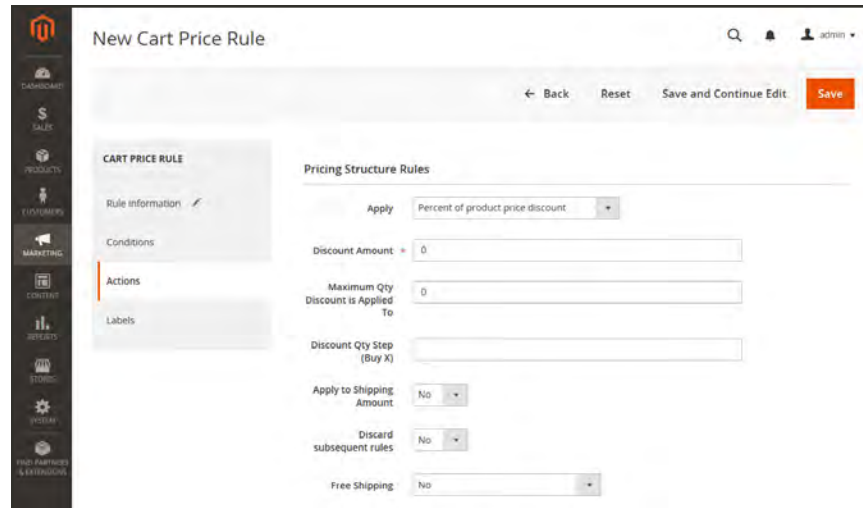 New Cart Price Rule
admin
← Back Reset Save and Continue Edit Save
DASHBOARD
SALES
PRODUCTS
CUSTOMERS
MARKETING
CONTENT
REPORTS
STORES
SYSTEM
FIND PARTNERS
& EXTENSIONS
CART PRICE RULE
Rule Information
Conditions
Actions
Labels
Pricing Structure Rules
Apply Percent of product price discount
Discount Amount * 0
Maximum Qty
Discount is Applied
To
0
Discount Qty Step
(Buy X)
Apply to Shipping
Amount
No
Discard
subsequent rules
No
Free Shipping No